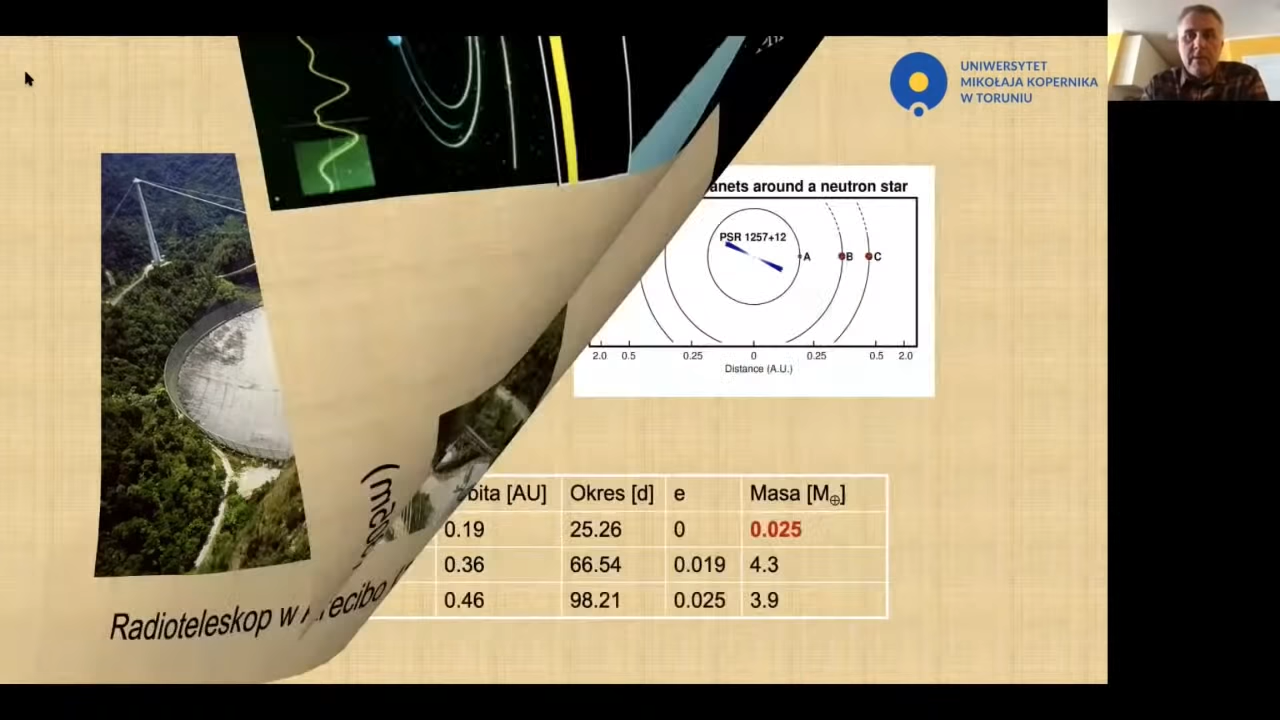 UNIWERSYTET
MIKOŁAJA KOPERNIKA
W TORUNIU
anets around a neutron star
PSR 1257+12
A B C
2.0 0.5 0.25 0 0.25 0.5 2.0
Distance (A.U.)
bita [AU] Okres [d] e Masa [M⊕]
0.19 25.26 0 0.025
0.36 66.54 0.019 4.3
0.46 98.21 0.025 3.9
Radioteleskop w Arecibo